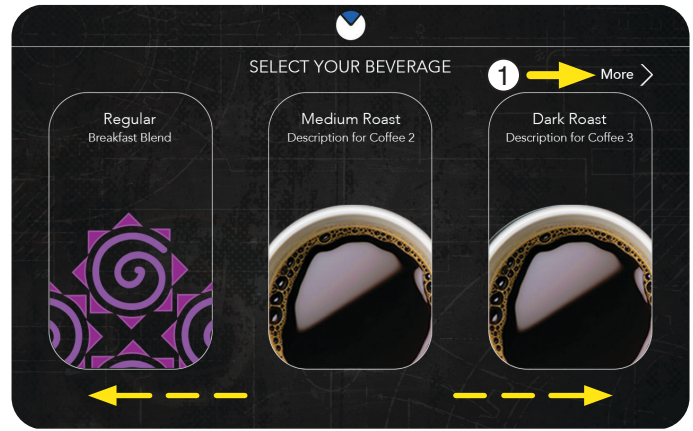 SELECT YOUR BEVERAGE
1
More
Regular
Breakfast Blend
Medium Roast
Description for Coffee 2
Dark Roast
Description for Coffee 3